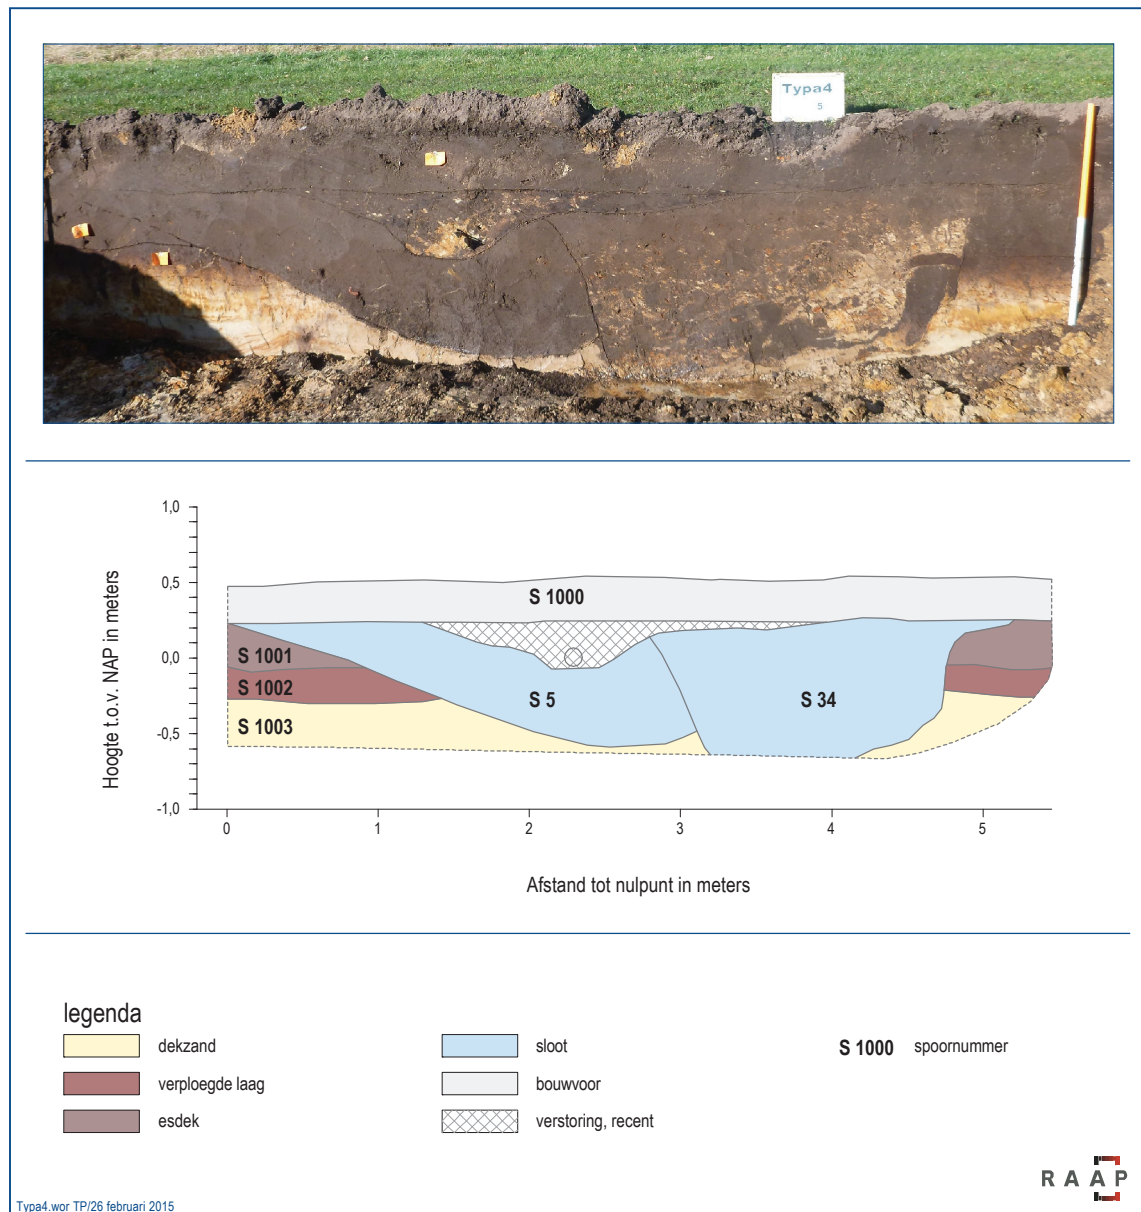 Typa4
5
1,0
0,5
0,0
-0,5
-1,0
Hoogte t.o.v. NAP in meters
S 1000
S 1001
S 1002
S 1003
S 5
S 34
0 1 2 3 4 5
Afstand tot nulpunt in meters
legenda
dekzand
verploegde laag
esdek
sloot
bouwvoor
verstoring, recent
S 1000 spoornummer
RAAP
Typa4.wor TP/26 februari 2015